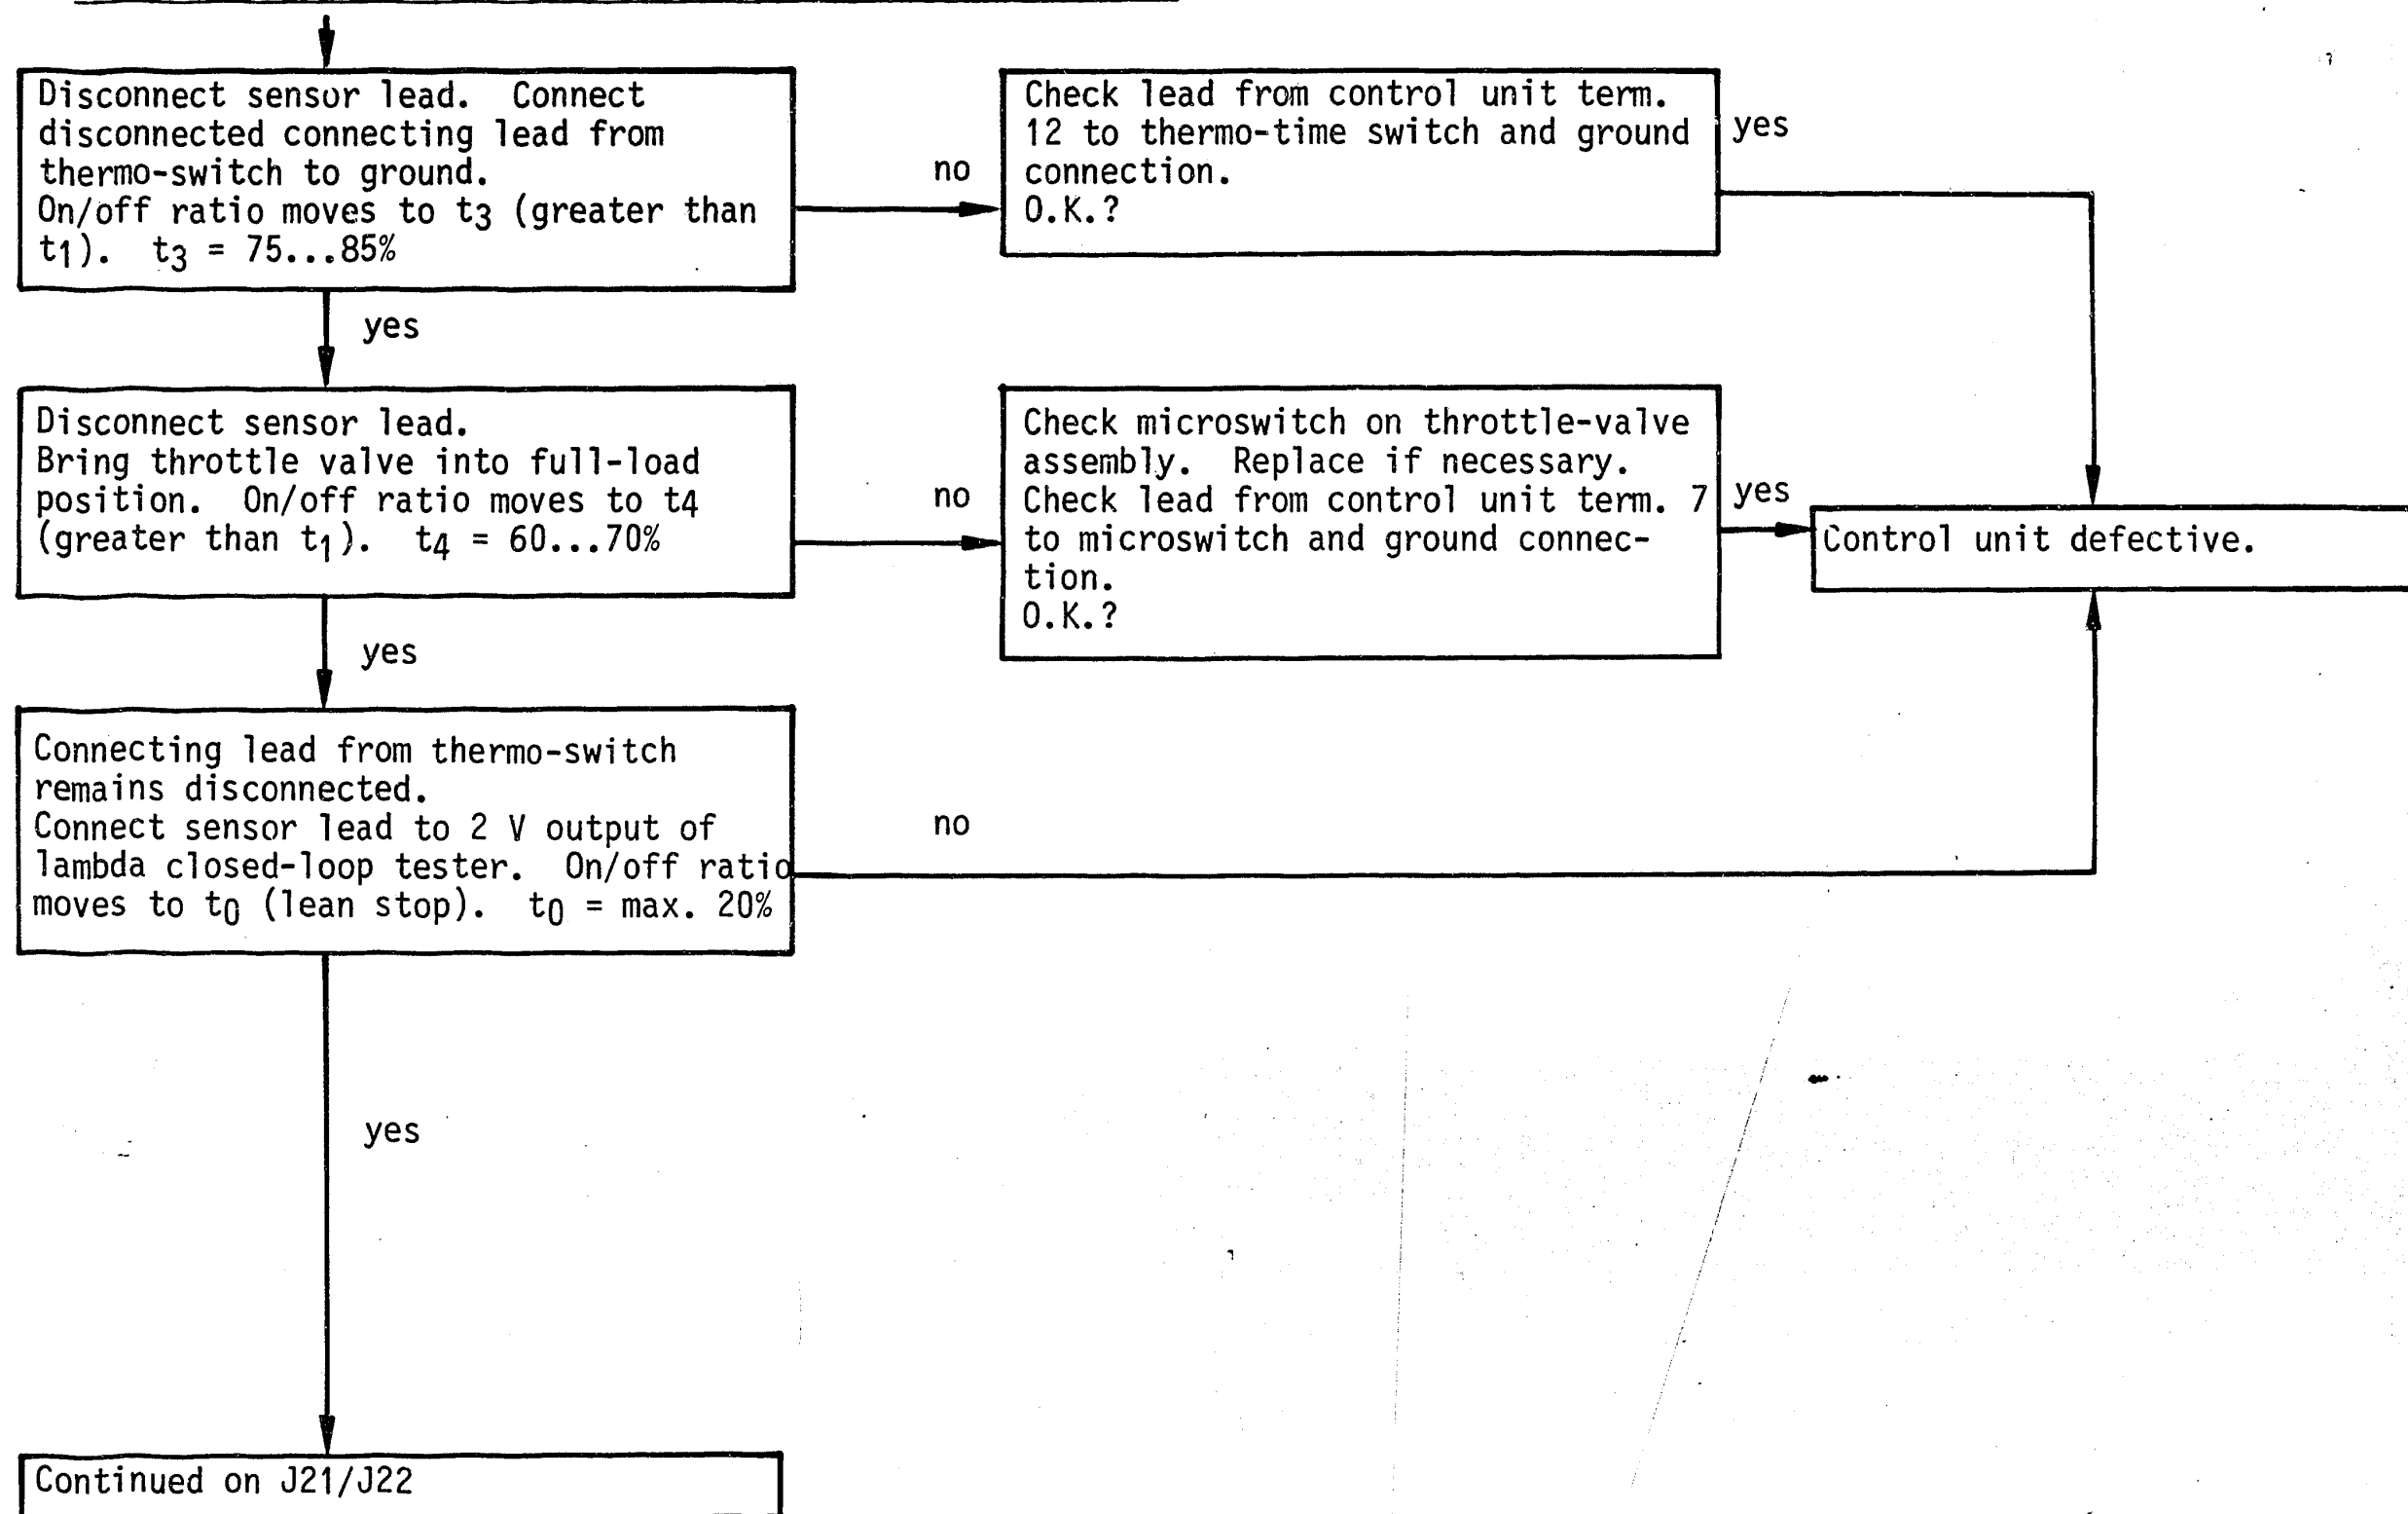 Disconnect sensor lead.  Connect
disconnected connecting lead from
thermo-switch to ground.
On/off ratio moves to t3 (greater than
t1).  t3 = 75...85%
no
Check lead from control unit term.
12 to thermo-time switch and ground
connection.
O.K.?
yes
yes
Disconnect sensor lead.
Bring throttle valve into full-load
position.  On/off ratio moves to t4
(greater than t1).  t4 = 60...70%
no
Check microswitch on throttle-valve
assembly.  Replace if necessary.
Check lead from control unit term. 7
to microswitch and ground connec-
tion.
O.K.?
yes
Control unit defective.
yes
Connecting lead from thermo-switch
remains disconnected.
Connect sensor lead to 2 V output of
lambda closed-loop tester.  On/off ratio
moves to t0 (lean stop).  t0 = max. 20%
no
yes
Continued on J21/J22